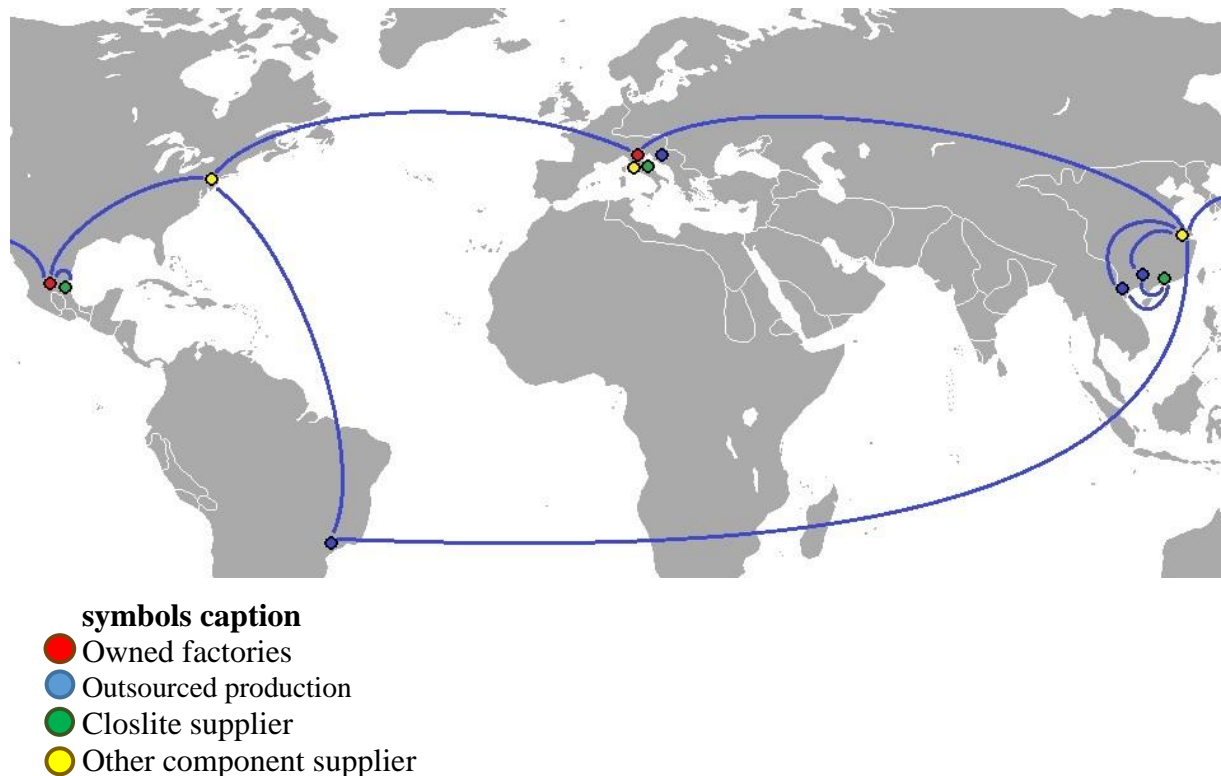 symbols caption
Owned factories
Outsourced production
Closlite supplier
Other component supplier